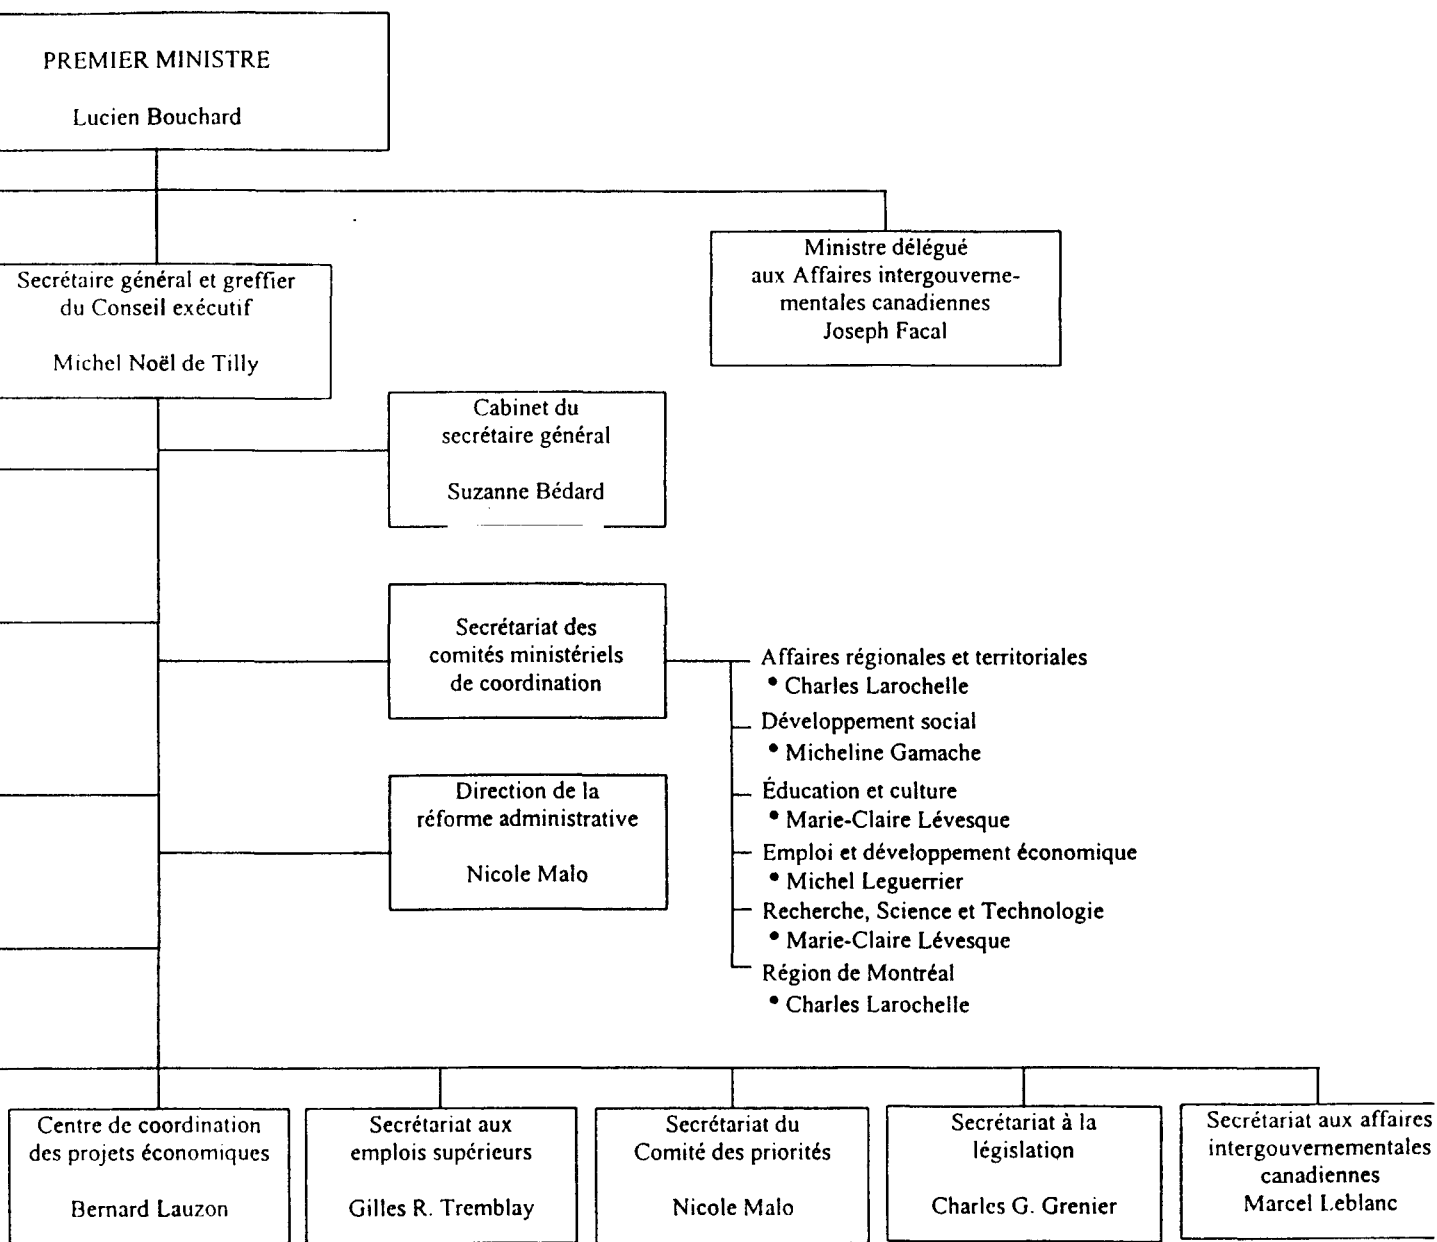 PREMIER MINISTRE
Lucien Bouchard
Ministre délégué
aux Affaires intergouverne-
mentales canadiennes
Joseph Facal
Secrétaire général et greffier
du Conseil exécutif
Michel Noël de Tilly
Cabinet du
secrétaire général
Suzanne Bédard
Secrétariat des
comités ministériels
de coordination
Affaires régionales et territoriales
• Charles Larochelle
Développement social
• Micheline Gamache
Éducation et culture
• Marie-Claire Lévesque
Emploi et développement économique
• Michel Leguerrier
Recherche, Science et Technologie
• Marie-Claire Lévesque
Région de Montréal
• Charles Larochelle
Direction de la
réforme administrative
Nicole Malo
Centre de coordination
des projets économiques
Bernard Lauzon
Secrétariat aux
emplois supérieurs
Gilles R. Tremblay
Secrétariat du
Comité des priorités
Nicole Malo
Secrétariat à la
législation
Charles G. Grenier
Secrétariat aux affaires
intergouvernementales
canadiennes
Marcel Leblanc